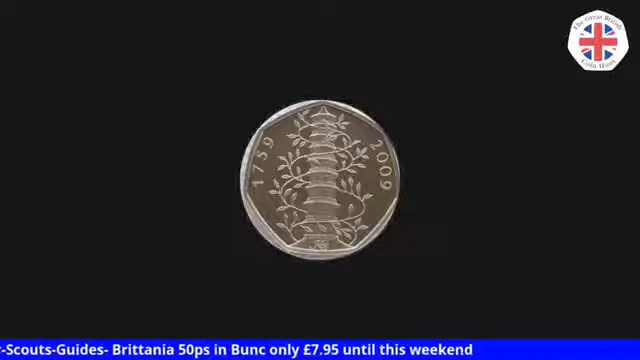 The Great British
Coin Hunt
1759
2009
-Scouts-Guides- Brittania 50ps in Bunc only £7.95 until this weekend